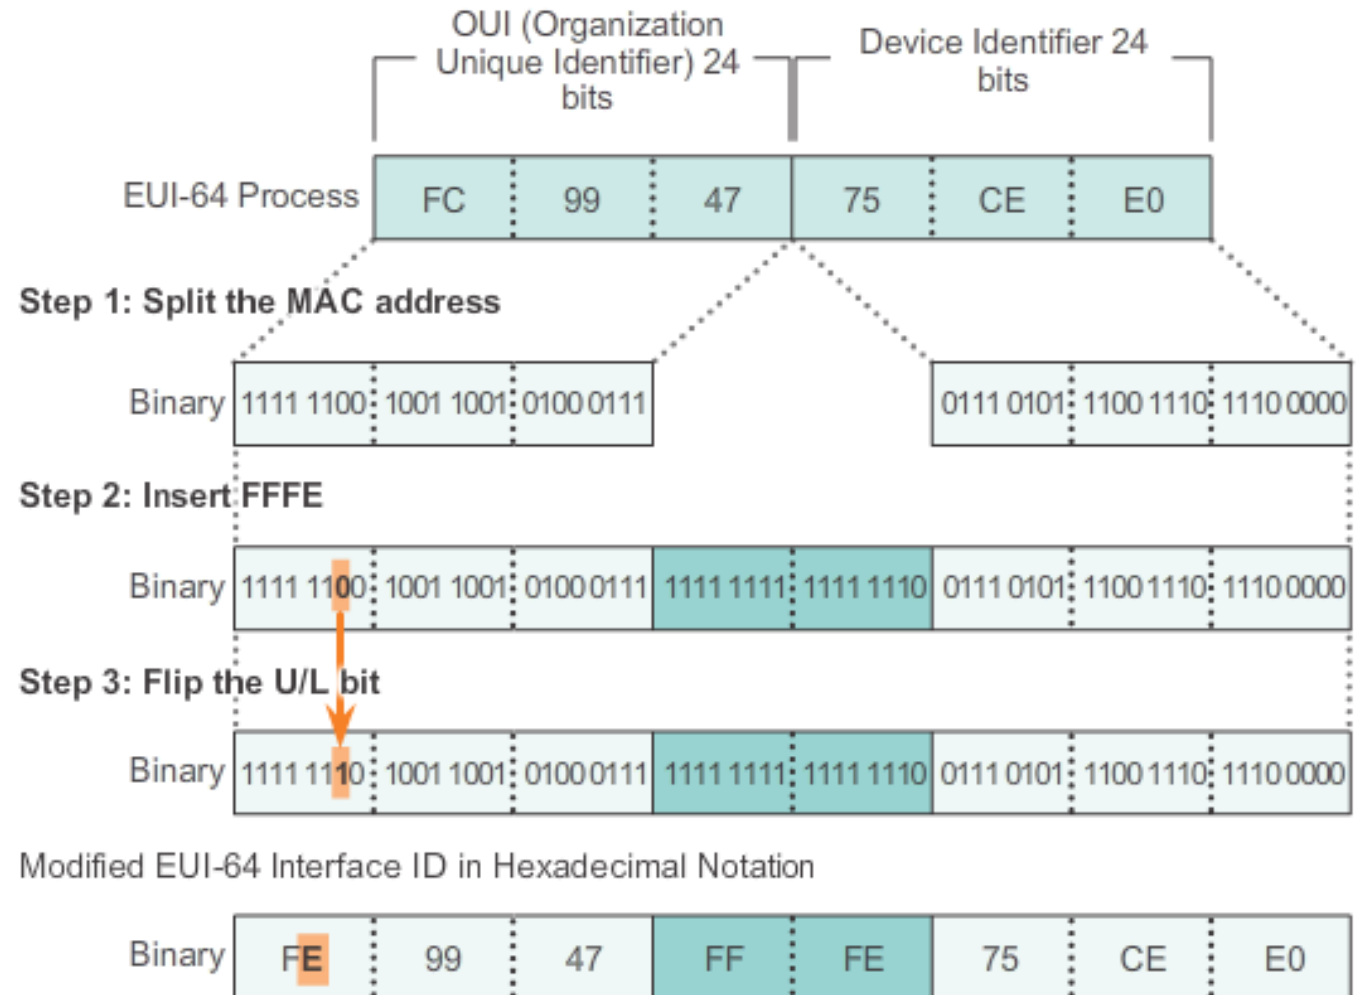 OUI (Organization
Unique Identifier) 24
bits
Device Identifier 24
bits
EUI-64 Process FC 99 47 75 CE E0
Step 1: Split the MAC address
Binary 1111 1100 1001 1001 0100 0111 0111 0101 1100 1110 1110 0000
Step 2: Insert FFFE
Binary 1111 1100 1001 1001 0100 0111 1111 1111 1111 1110 0111 0101 1100 1110 1110 0000
Step 3: Flip the U/L bit
Binary 1111 1110 1001 1001 0100 0111 1111 1111 1111 1110 0111 0101 1100 1110 1110 0000
Modified EUI-64 Interface ID in Hexadecimal Notation
Binary FE 99 47 FF FE 75 CE E0